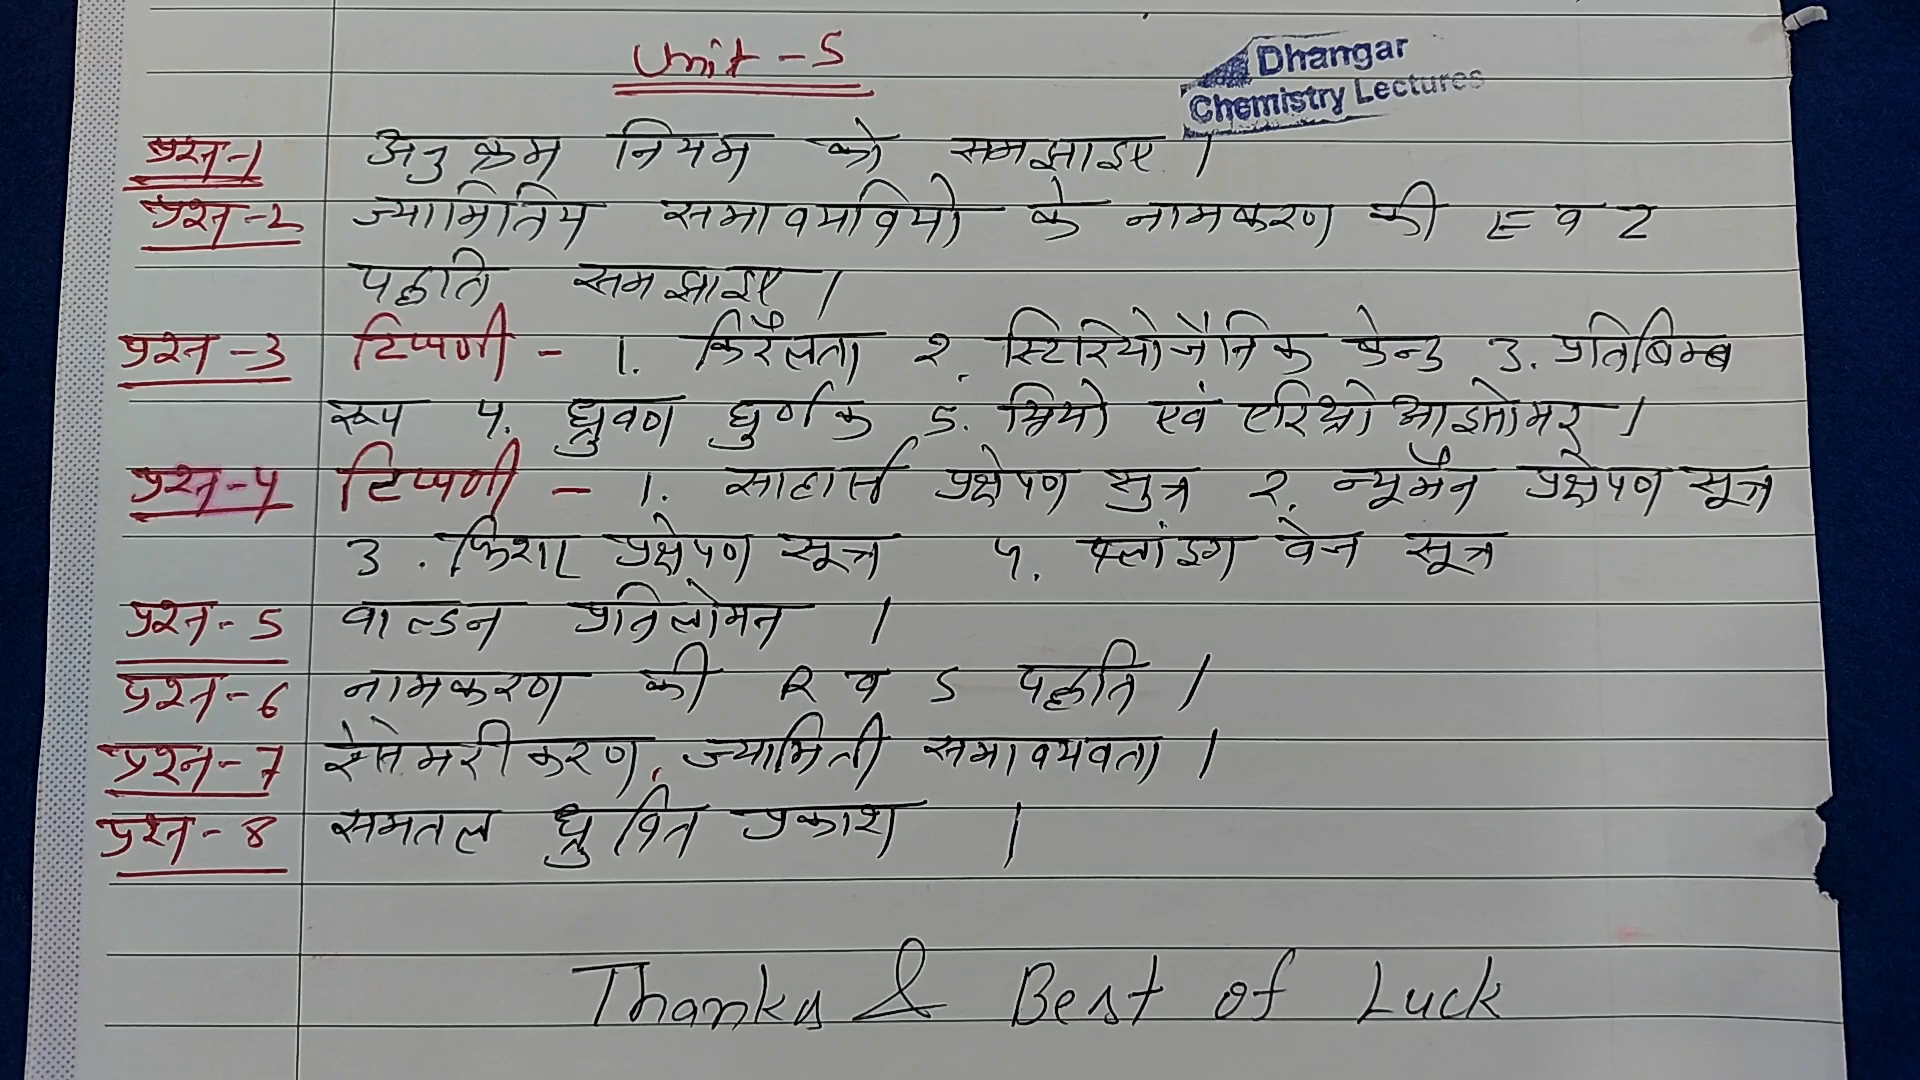 Unit - 5
Dhangar
Chemistry Lectures
प्रश्न-1 अनुक्रम नियम को समझाइए ।
प्रश्न-2 ज्यामितिय समावयवियो के नामकरण की E व Z
पद्धति समझाइए ।
प्रश्न-3 टिप्पणी - 1. किरैलता 2. स्टिरियोजैनिक केन्द्र 3. प्रतिबिम्ब
रूप 4. ध्रुवण घुर्णक 5. थ्रियो एवं एरिथ्रो आइसोमर ।
प्रश्न-4 टिप्पणी - 1. साहार्स प्रक्षेपण सुत्र 2. न्यूमैन प्रक्षेपण सूत्र
3. फिशर प्रक्षेपण सूत्र 4. फ्लांइग वेज सूत्र
प्रश्न-5 वाल्डन प्रतिलोमन ।
प्रश्न-6 नामकरण की R व S पद्धति ।
प्रश्न-7 रेसेमरीकरण, ज्यामिती समावयवता ।
प्रश्न-8 समतल ध्रुवित प्रकाश ।
Thanks & Best of Luck